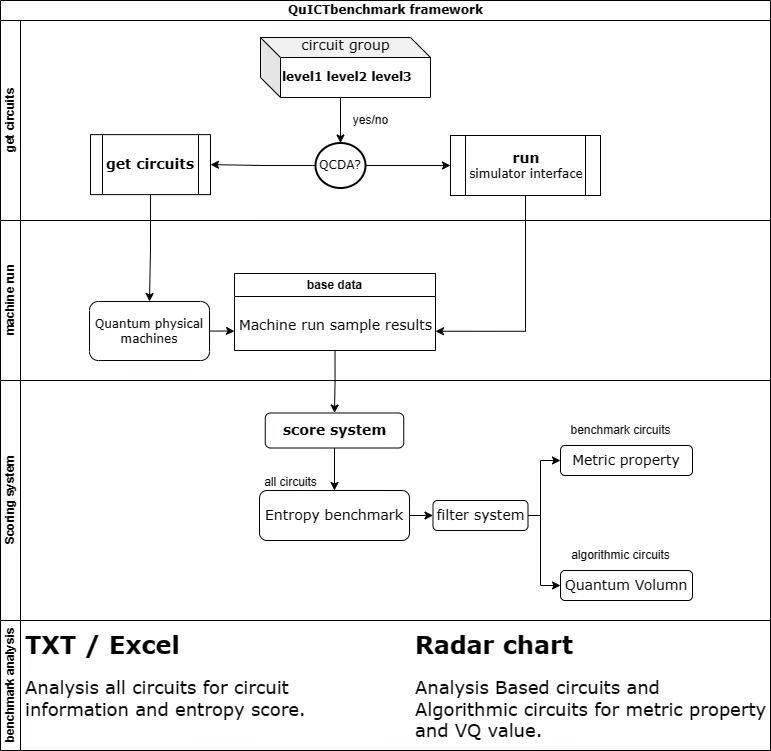 QuICTbenchmark framework
get circuits
circuit group
level1 level2 level3
yes/no
QCDA?
get circuits
run
simulator interface
machine run
base data
Machine run sample results
Quantum physical
machines
Scoring system
score system
all circuits
Entropy benchmark
filter system
benchmark circuits
Metric property
algorithmic circuits
Quantum Volumn
benchmark analysis
TXT / Excel
Analysis all circuits for circuit
information and entropy score.
Radar chart
Analysis Based circuits and
Algorithmic circuits for metric property
and VQ value.